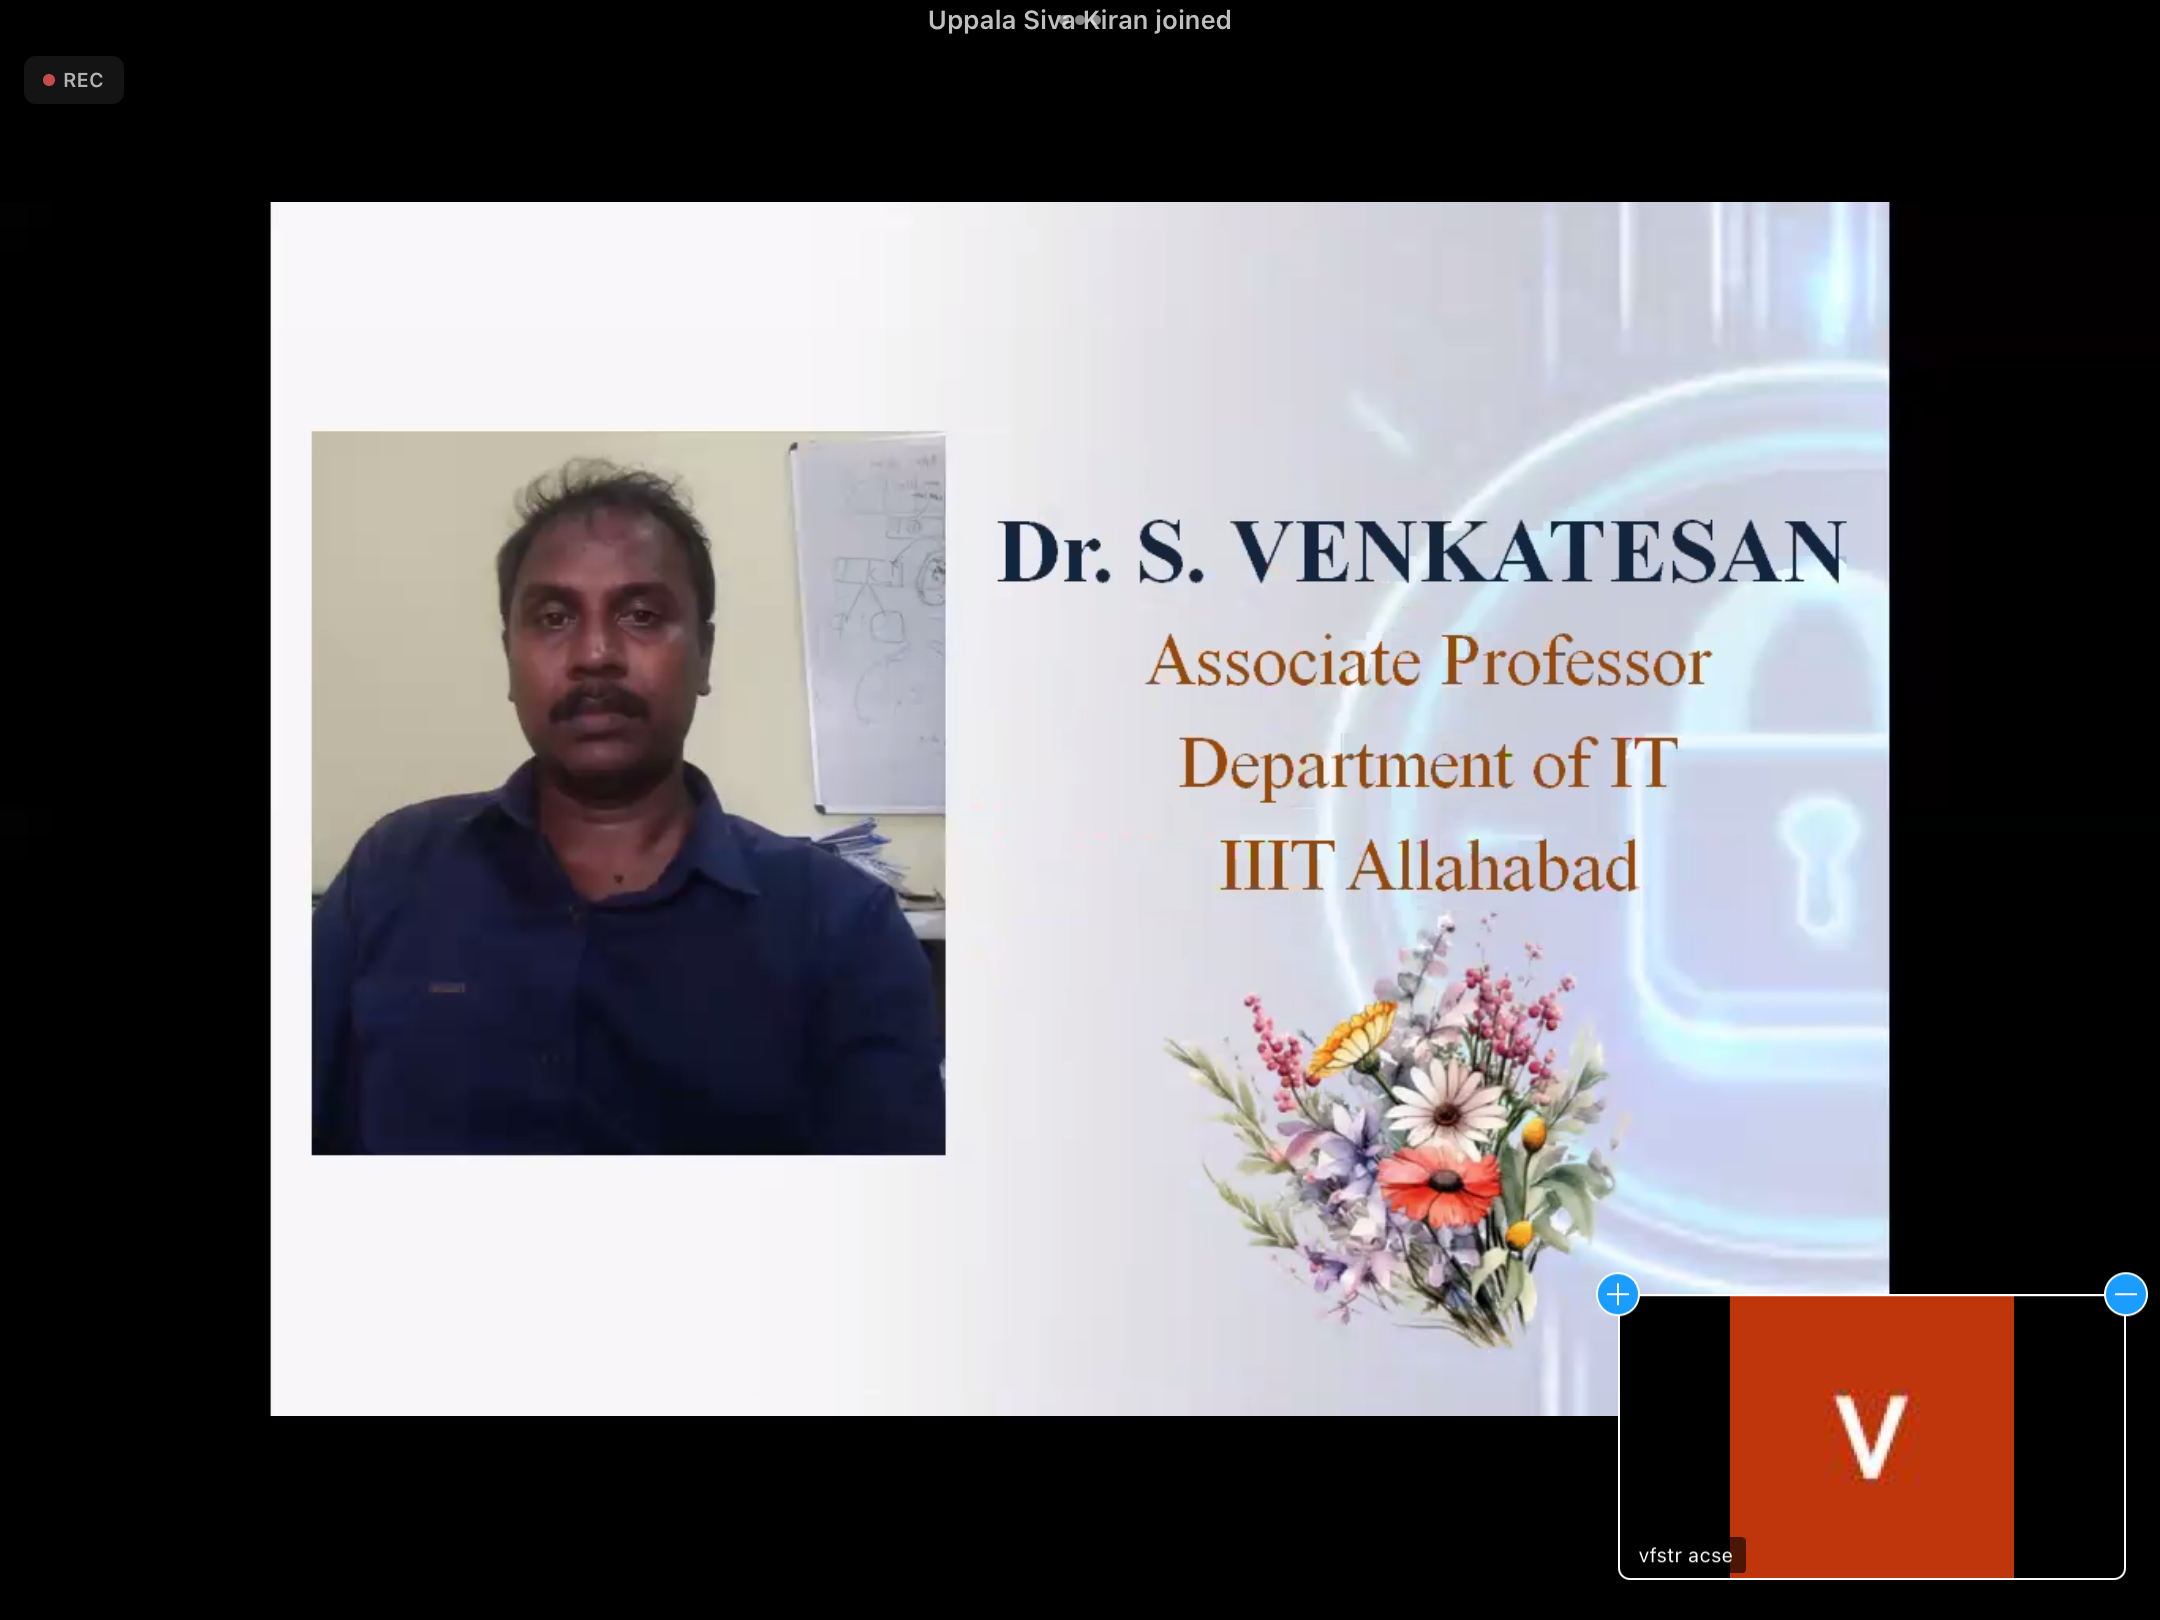 Uppala Siva Kiran joined
REC
Dr. S. VENKATESAN
Associate Professor
Department of IT
IIIT Allahabad
V
vfstr acse